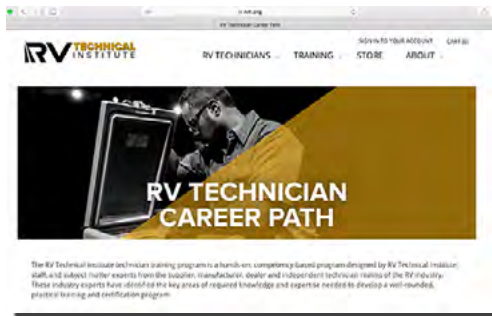 RV Technician Career Path
SIGN IN TO YOUR ACCOUNT CART (0)
RV TECHNICAL INSTITUTE
RV TECHNICIANS TRAINING STORE ABOUT
RV TECHNICIAN
CAREER PATH
The RV Technical Institute technician training program is a hands-on, competency-based program designed by RV Technical Institute
staff, and subject matter experts from the supplier, manufacturer, dealer and independent technician realms of the RV industry.
These industry experts have identified the key areas of required knowledge and expertise needed to develop a well-rounded,
practical training and certification program.